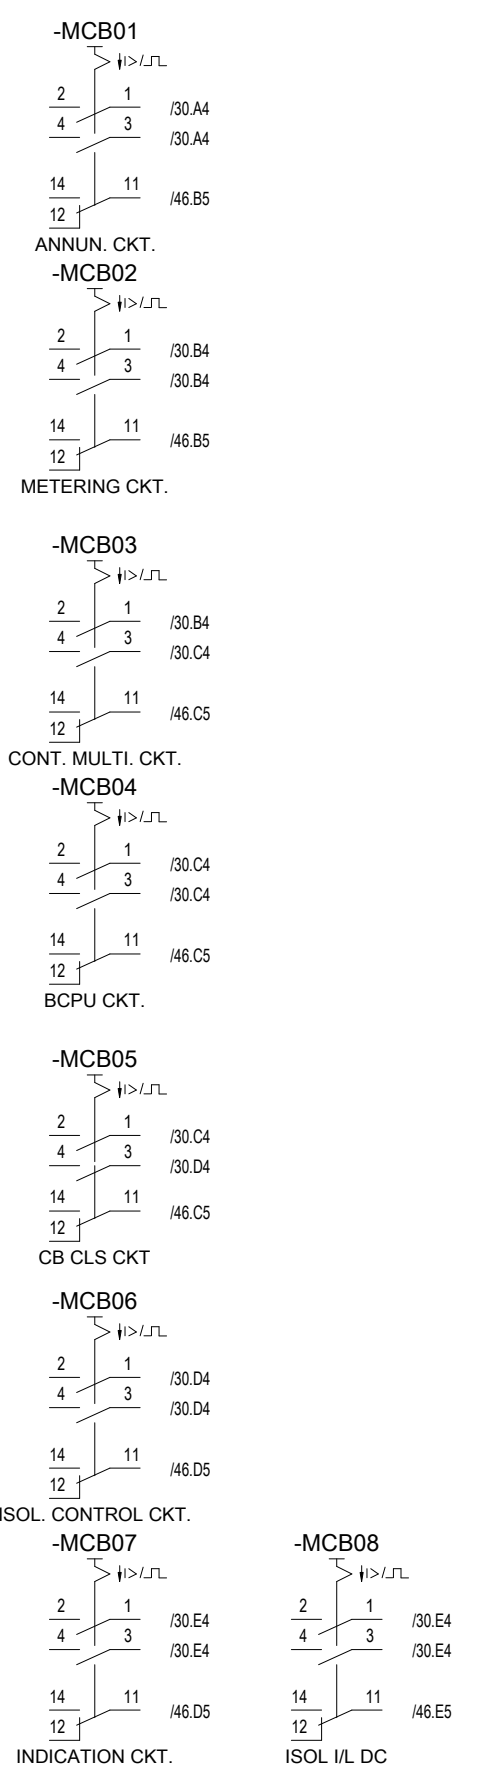 -MCB01
I>/
2 1 /30.A4
4 3 /30.A4
14 11 /46.B5
12
ANNUN. CKT.
-MCB02
I>/
2 1 /30.B4
4 3 /30.B4
14 11 /46.B5
12
METERING CKT.
-MCB03
I>/
2 1 /30.B4
4 3 /30.C4
14 11 /46.C5
12
CONT. MULTI. CKT.
-MCB04
I>/
2 1 /30.C4
4 3 /30.C4
14 11 /46.C5
12
BCPU CKT.
-MCB05
I>/
2 1 /30.C4
4 3 /30.D4
14 11 /46.C5
12
CB CLS CKT
-MCB06
I>/
2 1 /30.D4
4 3 /30.D4
14 11 /46.D5
12
ISOL. CONTROL CKT.
-MCB07
I>/
2 1 /30.E4
4 3 /30.E4
14 11 /46.D5
12
INDICATION CKT.
-MCB08
I>/
2 1 /30.E4
4 3 /30.E4
14 11 /46.E5
12
ISOL I/L DC